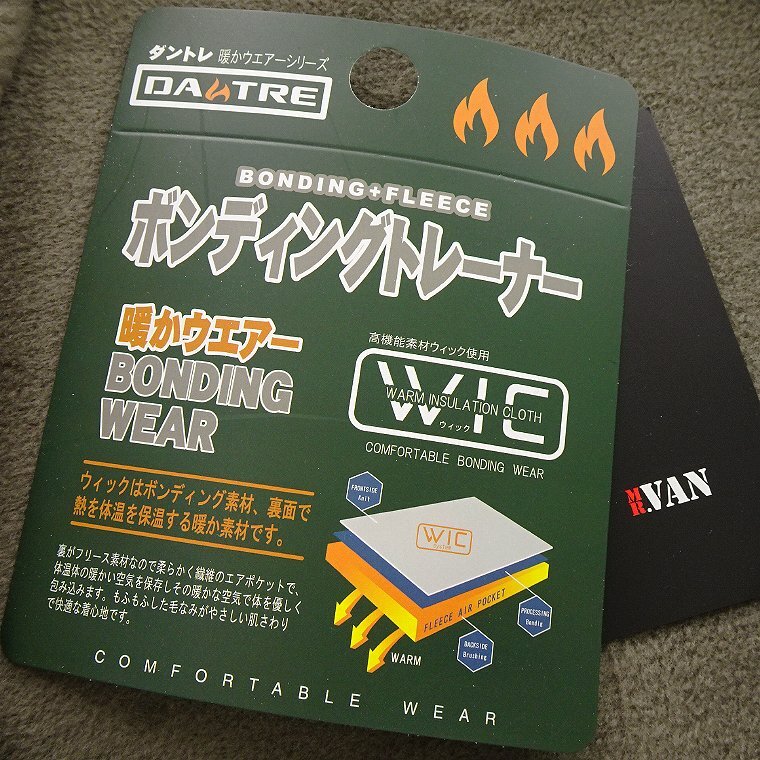 ダントレ 暖かウエアーシリーズ
DANTRE
BONDING+FLEECE
ボンディングトレーナー
暖かウエアー
BONDING
WEAR
高機能素材ウィック使用
WIC
WARM INSULATION CLOTH
ウィック
COMFORTABLE BONDING WEAR
ウィックはボンディング素材、裏面で
熱を体温を保温する暖か素材です。
裏がフリース素材なので柔らかく繊維のエアポケットで、
体温体の暖かい空気を保存しその暖かな空気で体を優しく
包み込みます。もふもふした毛なみがやさしい肌さわり
で快適な着心地です。
FRONTSIDE
Knit
WIC
System
FLEECE AIR POCKET
PROCESSING
Bondle
BACKSIDE
Brushing
WARM
COMFORTABLE WEAR
MR.VAN